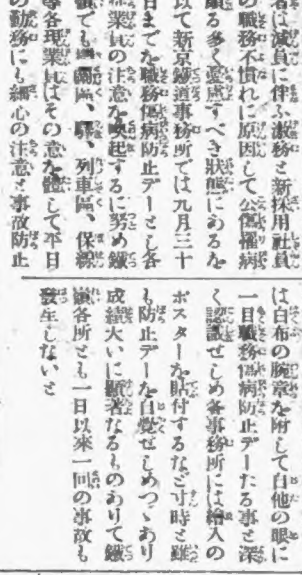 者は減員に伴ふ激務と新採用社員
の職務不慣れに原因して公傷罹病
頗る多く憂慮すべき狀態にあるを
以て新京鐵道事務所では九月三十
日までを職務傷病防止デーとし各
從業員の注意を喚起するに努め鐵
嶺でも機關區、驛、列車區、保線
等各現業員はその意を體して平日
の勤務にも細心の注意と事故防止
は白布の腕章を附して自他の眼に
一目職務傷病防止デーたる事と深
く認識せしめ各事務所には繪入の
ポスターを貼付するなど寸時と雖
も防止デーを自覺せしめつゝあり
成績大いに顯著なるものありて鐵
嶺各所とも一日以來一回の事故も
發生しないと